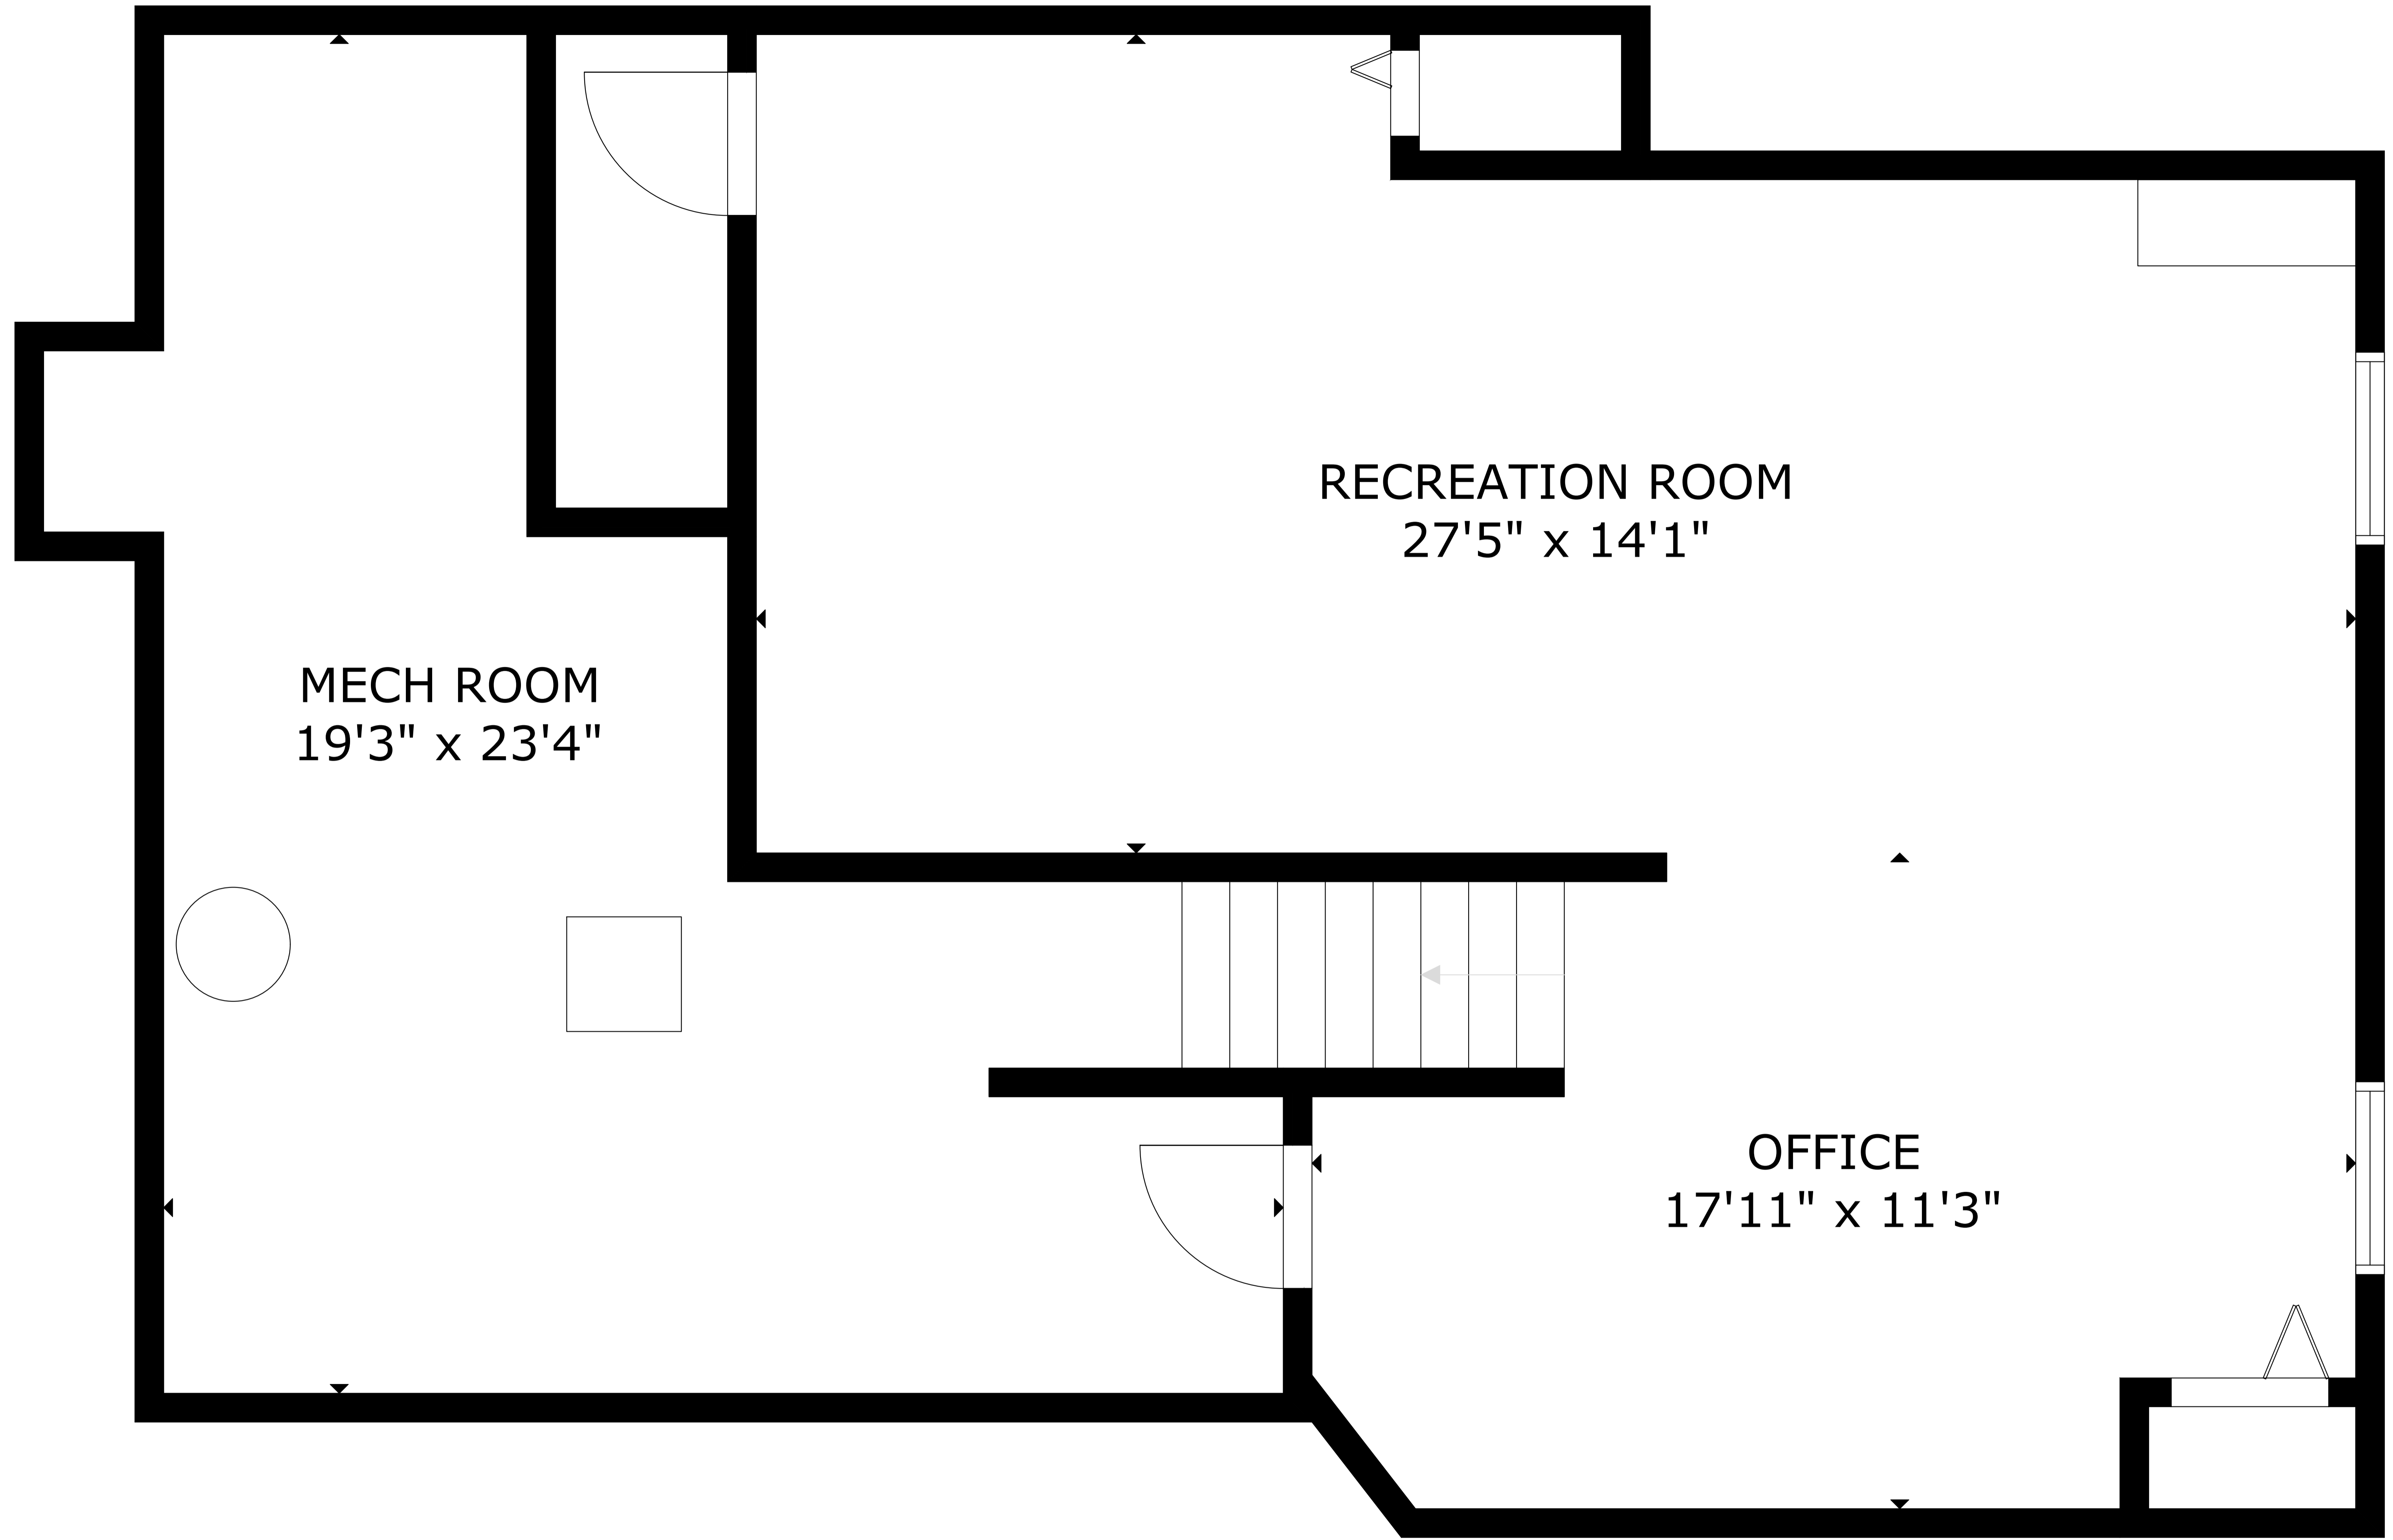 RECREATION ROOM
27'5" x 14'1"
MECH ROOM
19'3" x 23'4"
OFFICE
17'11" x 11'3"